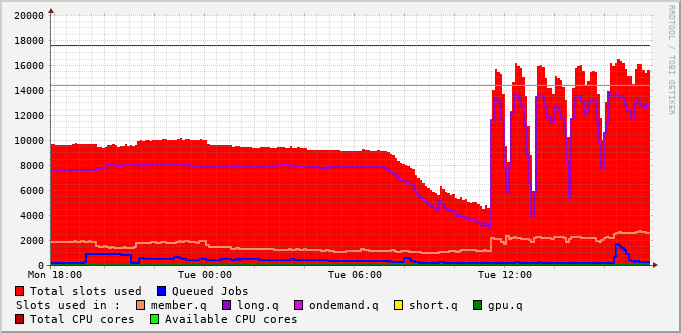 20000
18000
16000
14000
12000
10000
8000
6000
4000
2000
0
Mon 18:00 Tue 00:00 Tue 06:00 Tue 12:00
RRDTOOL / TOBI OETIKER
Total slots used Queued Jobs
Slots used in : member.q long.q ondemand.q short.q gpu.q
Total CPU cores Available CPU cores